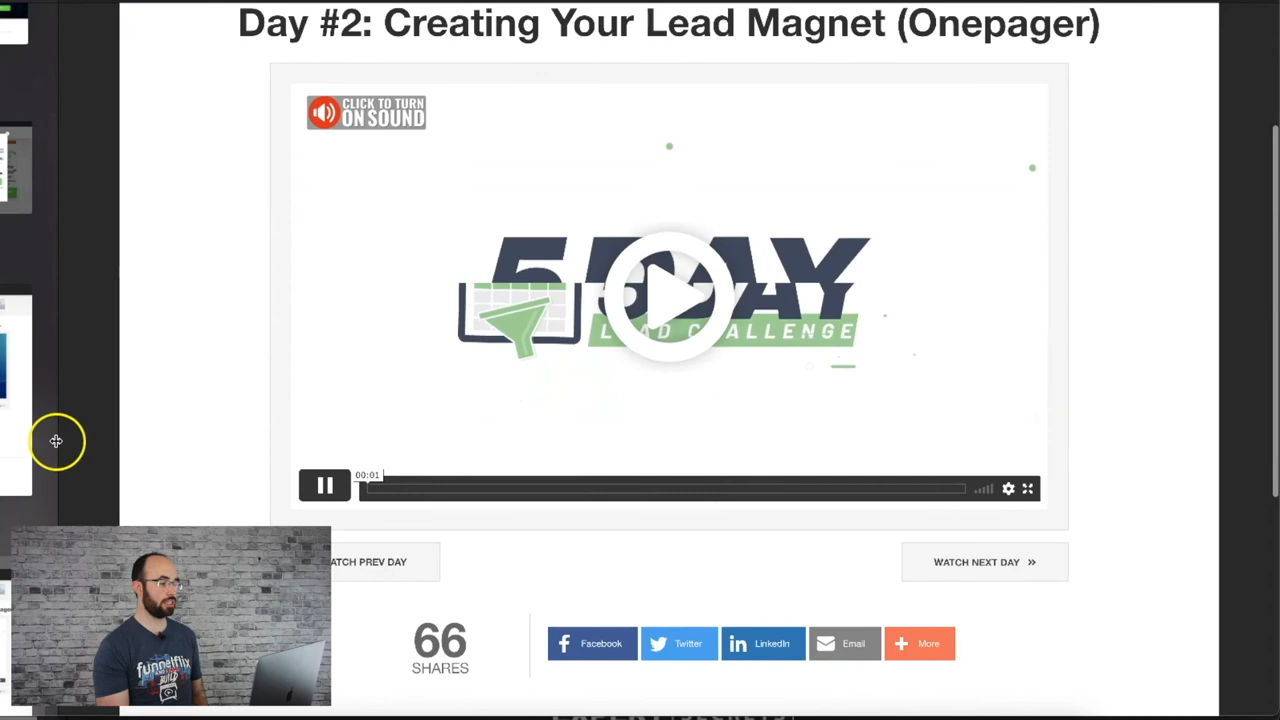 Day #2: Creating Your Lead Magnet (Onepager)
CLICK TO TURN
ON SOUND
5 DAY
LEAD CHALLENGE
00:01
ATCH PREV DAY
WATCH NEXT DAY »
66
SHARES
Facebook
Twitter
LinkedIn
Email
More
funnelflix
BUILD